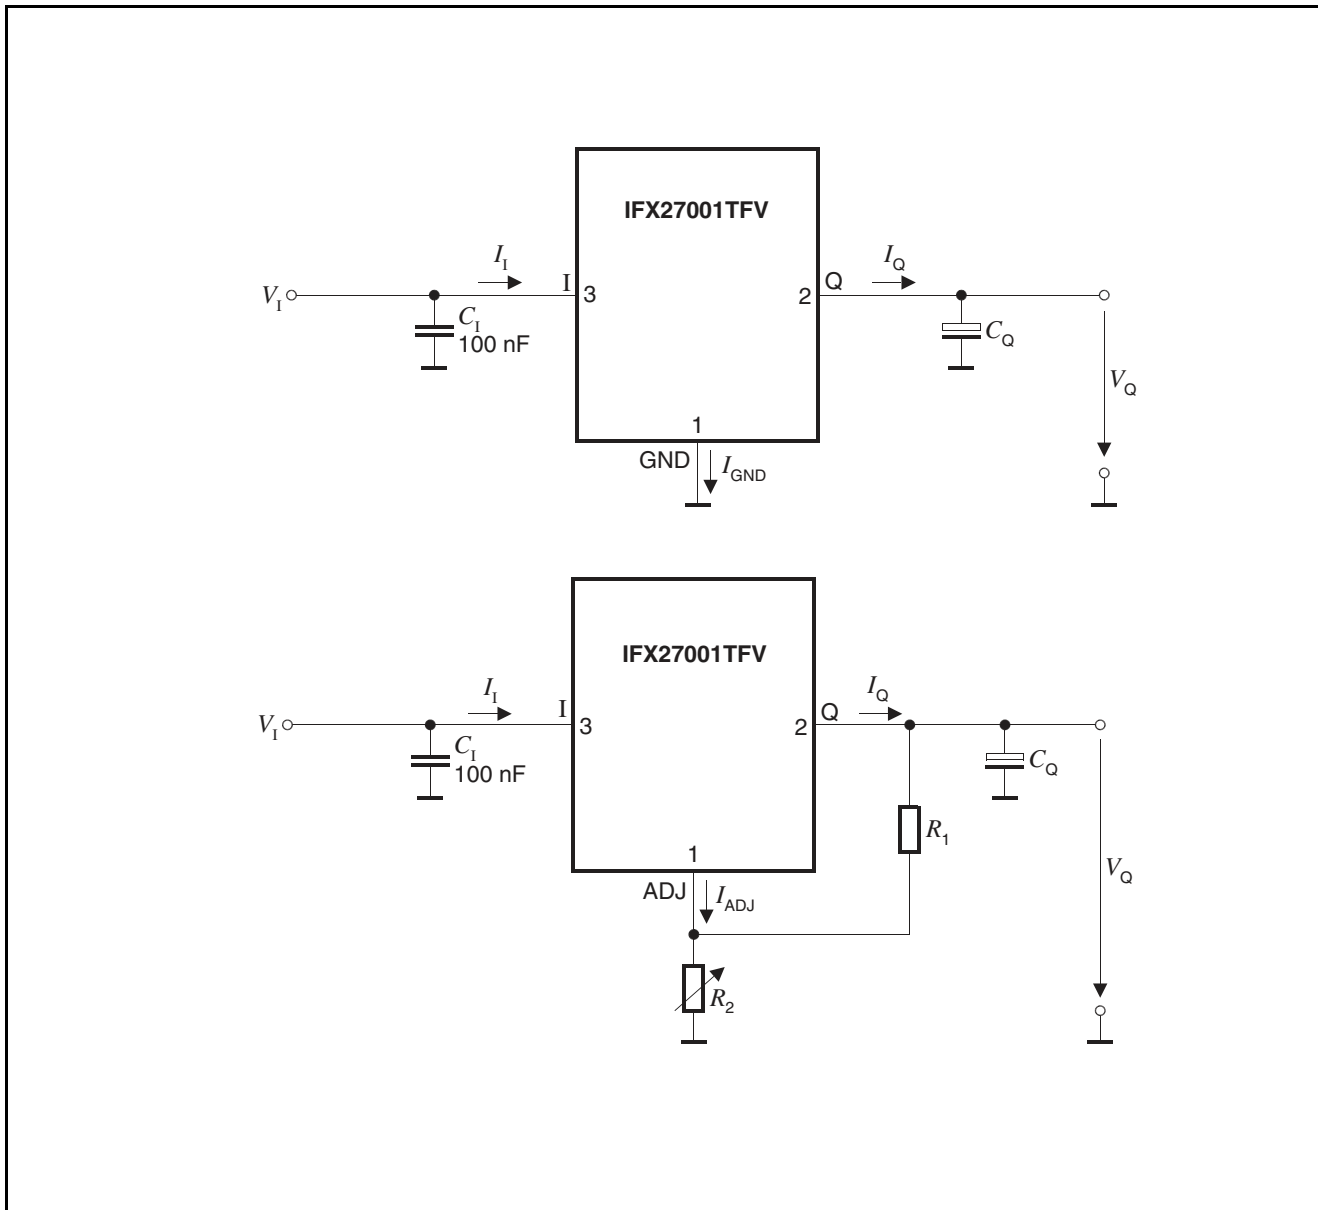 IFX27001TFV
I_I
I_Q
V_I
I
3
2
Q
C_I
100 nF
C_Q
V_Q
1
GND
I_GND
IFX27001TFV
I_I
I_Q
V_I
I
3
2
Q
C_I
100 nF
C_Q
R_1
1
ADJ
I_ADJ
V_Q
R_2